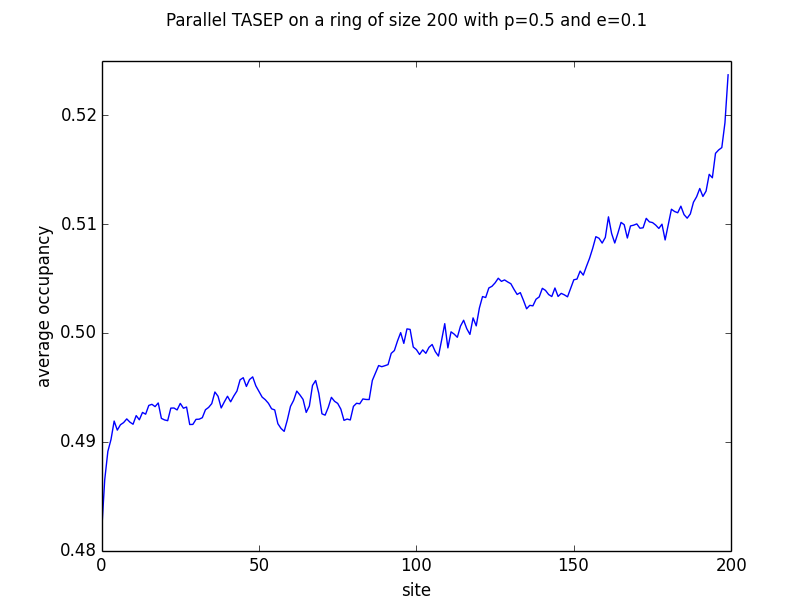 Parallel TASEP on a ring of size 200 with p=0.5 and e=0.1
0.52
0.51
0.50
0.49
0.48
average occupancy
0 50 100 150 200
site